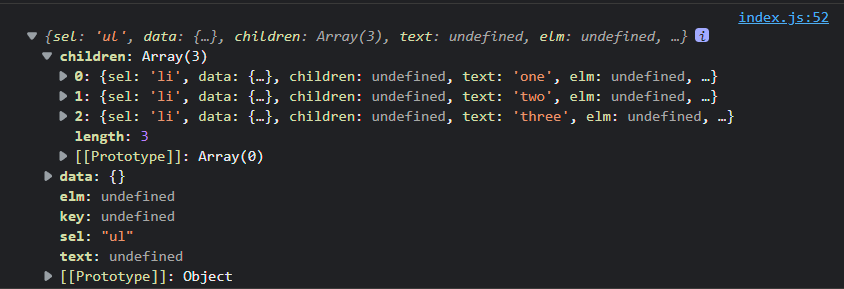 index.js:52
▼ {sel: 'ul', data: {…}, children: Array(3), text: undefined, elm: undefined, …} i
▼ children: Array(3)
▶ 0: {sel: 'li', data: {…}, children: undefined, text: 'one', elm: undefined, …}
▶ 1: {sel: 'li', data: {…}, children: undefined, text: 'two', elm: undefined, …}
▶ 2: {sel: 'li', data: {…}, children: undefined, text: 'three', elm: undefined, …}
length: 3
▶ [[Prototype]]: Array(0)
▶ data: {}
elm: undefined
key: undefined
sel: "ul"
text: undefined
▶ [[Prototype]]: Object